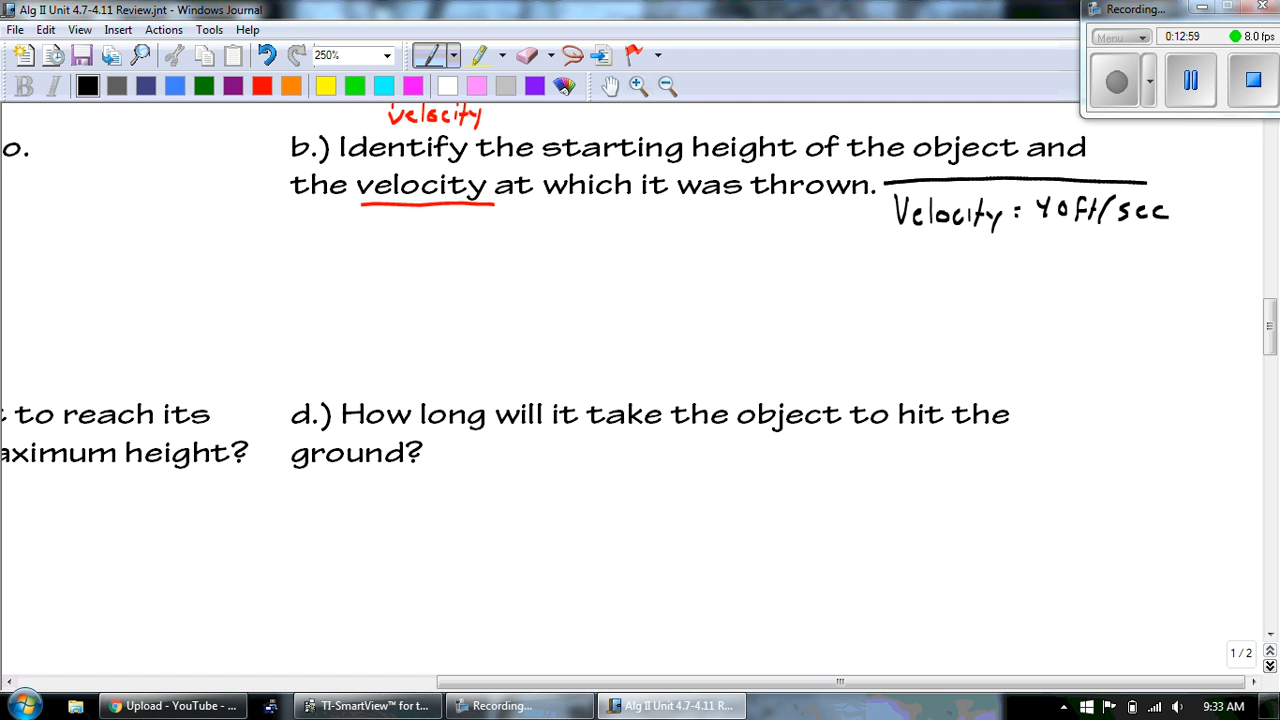 Alg II Unit 4.7-4.11 Review.jnt - Windows Journal
Recording...
File Edit View Insert Actions Tools Help
Menu
0:12:59
8.0 fps
250%
B I
velocity
o.
b.) Identify the starting height of the object and
the velocity at which it was thrown.
Velocity = 40ft/sec
t to reach its
aximum height?
d.) How long will it take the object to hit the
ground?
1 / 2
Upload - YouTube - ...
TI-SmartView™ for t...
Recording...
Alg II Unit 4.7-4.11 R...
9:33 AM